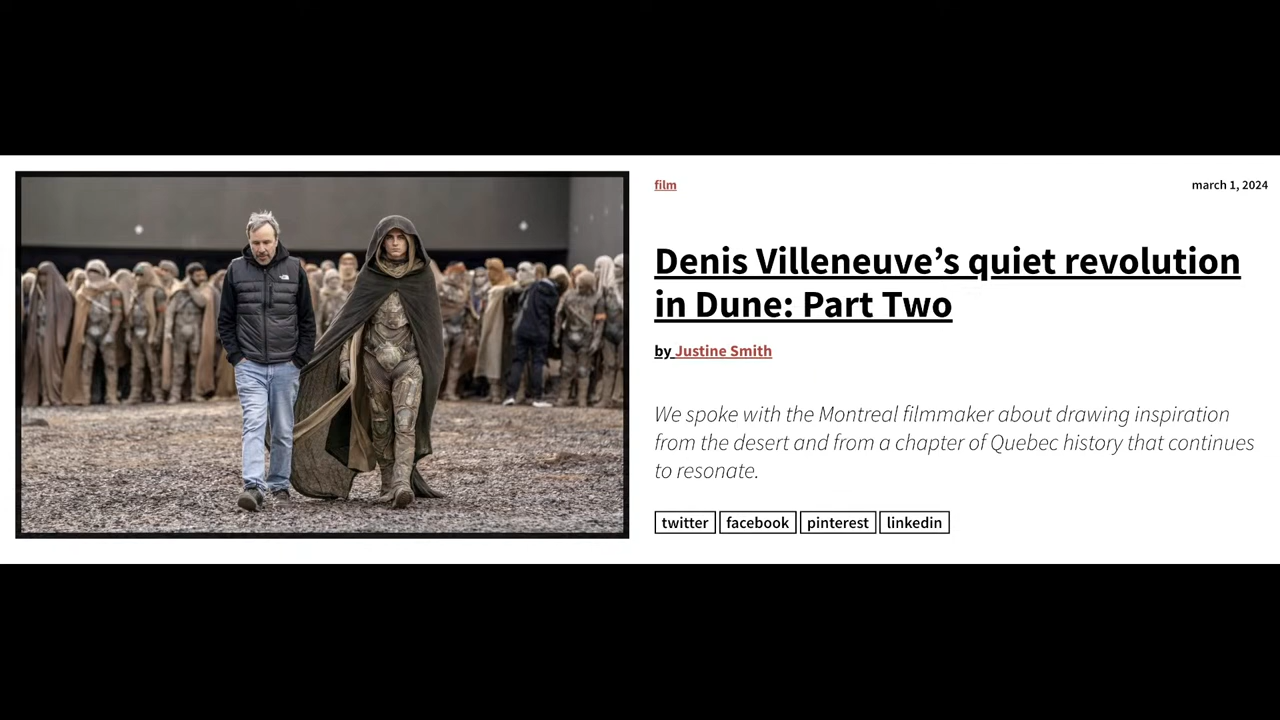 film
march 1, 2024
Denis Villeneuve’s quiet revolution
in Dune: Part Two
by Justine Smith
We spoke with the Montreal filmmaker about drawing inspiration
from the desert and from a chapter of Quebec history that continues
to resonate.
twitter facebook pinterest linkedin